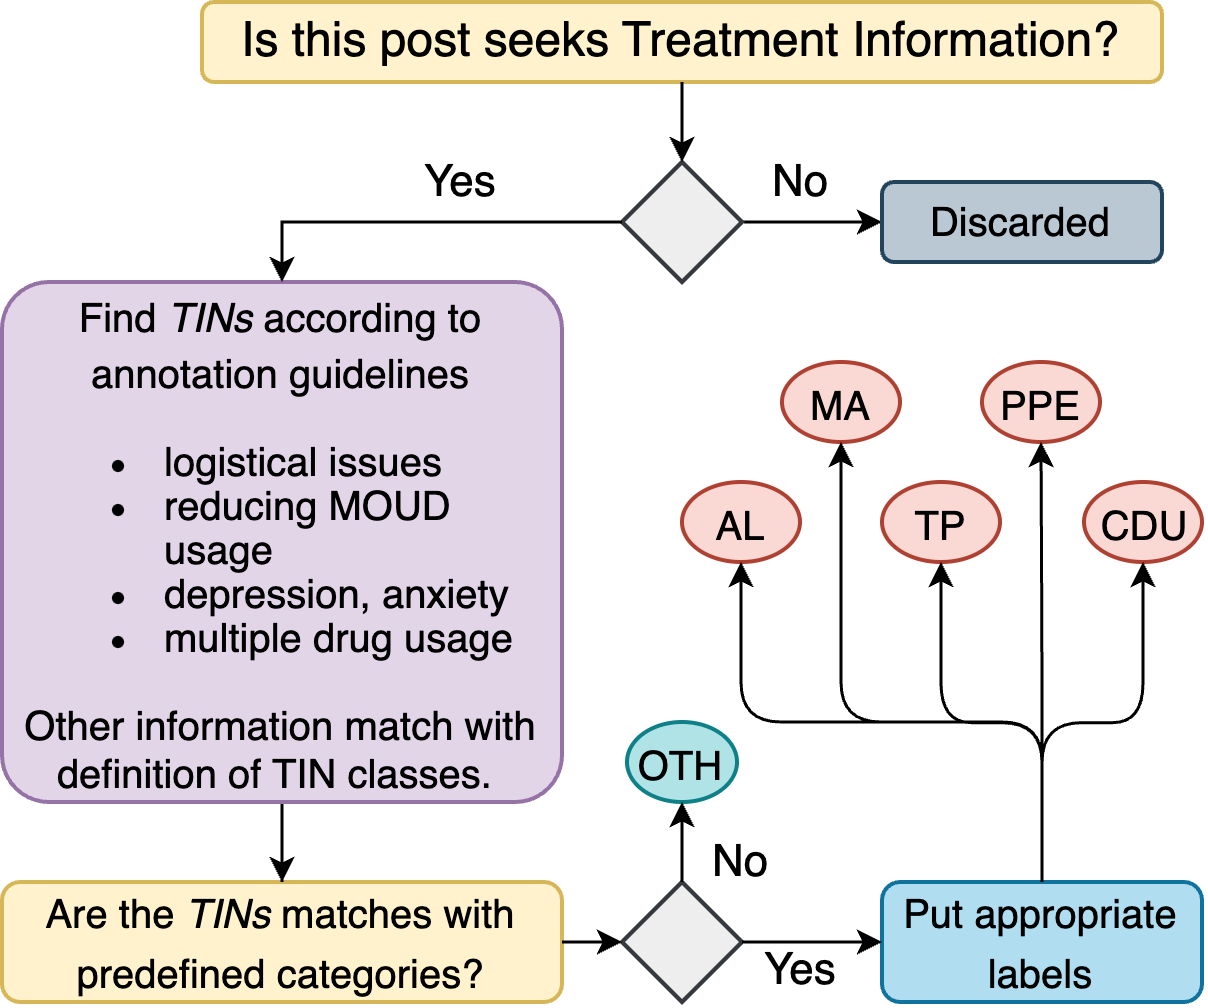 Is this post seeks Treatment Information?
Yes
No
Discarded
Find TINs according to
annotation guidelines
• logistical issues
• reducing MOUD
usage
• depression, anxiety
• multiple drug usage
Other information match with
definition of TIN classes.
MA
PPE
AL
TP
CDU
OTH
No
Are the TINs matches with
predefined categories?
Yes
Put appropriate
labels